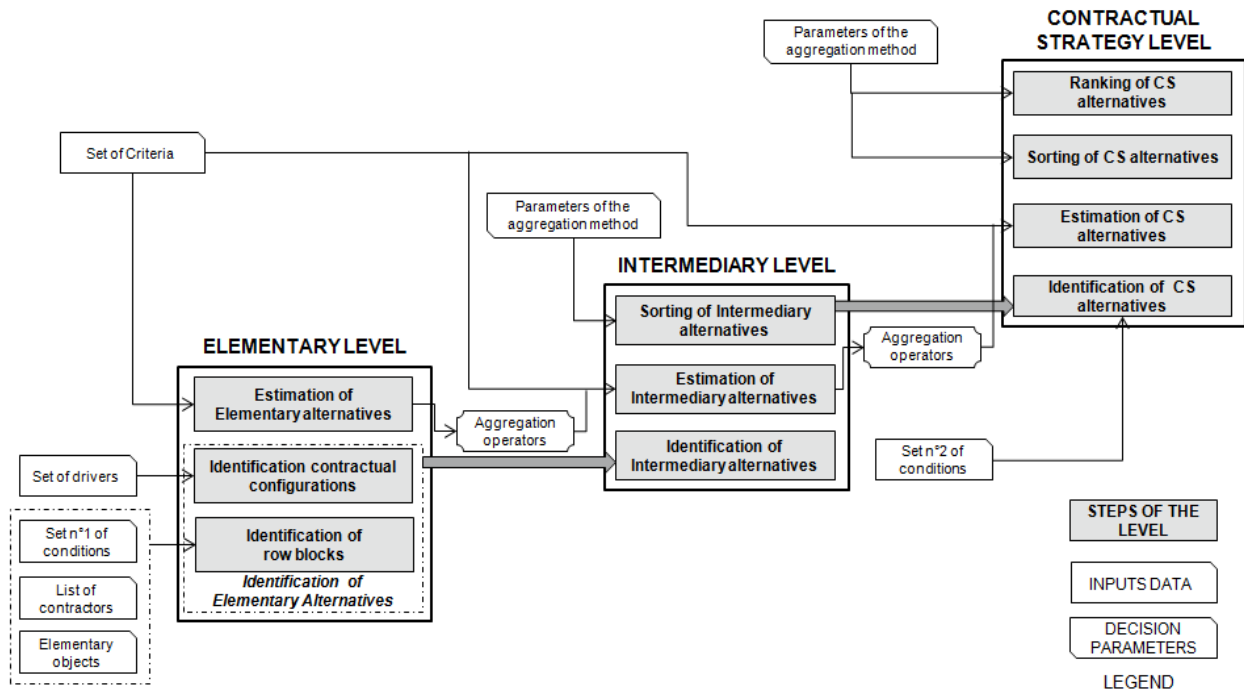 CONTRACTUAL
STRATEGY LEVEL
Parameters of the
aggregation method
Ranking of CS
alternatives
Sorting of CS alternatives
Estimation of CS
alternatives
Identification of CS
alternatives
Set of Criteria
Parameters of the
aggregation method
INTERMEDIARY LEVEL
Sorting of Intermediary
alternatives
Estimation of
Intermediary alternatives
Identification of
Intermediary alternatives
Aggregation
operators
ELEMENTARY LEVEL
Estimation of
Elementary alternatives
Aggregation
operators
Identification contractual
configurations
Identification of
row blocks
Identification of
Elementary Alternatives
Set of drivers
Set n°1 of
conditions
List of
contractors
Elementary
objects
Set n°2 of
conditions
STEPS OF THE
LEVEL
INPUTS DATA
DECISION
PARAMETERS
LEGEND